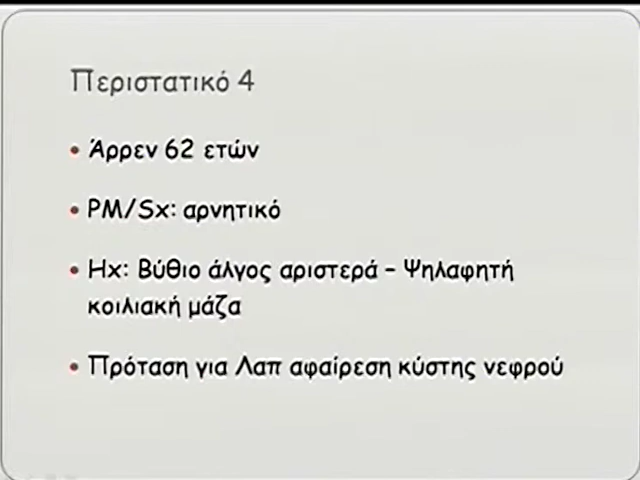 Περιστατικό 4
• Άρρεν 62 ετών
• PM/Sx: αρνητικό
• Hx: Βύθιο άλγος αριστερά – Ψηλαφητή
κοιλιακή μάζα
• Πρόταση για Λαπ αφαίρεση κύστης νεφρού